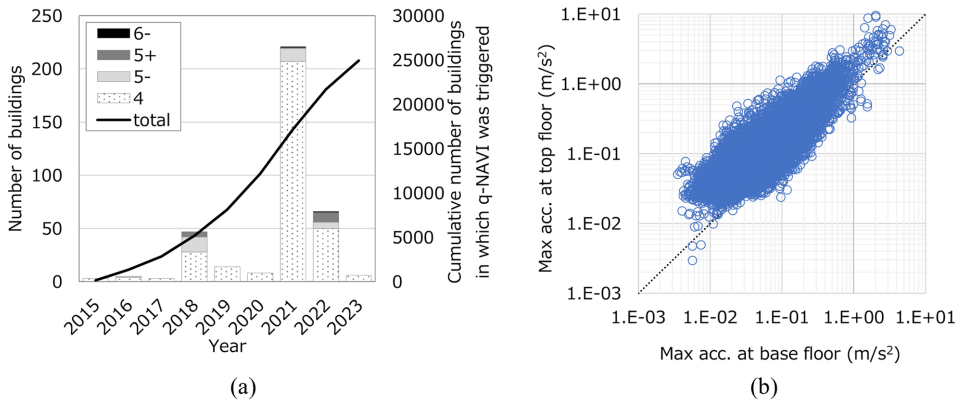 (a)
Number of buildings
250
200
150
100
50
0
6-
5+
5-
4
total
30000
25000
20000
15000
10000
5000
0
Cumulative number of buildings
in which q-NAVI was triggered
2015
2016
2017
2018
2019
2020
2021
2022
2023
Year
(a)
Max acc. at top floor (m/s²)
1.E+01
1.E+00
1.E-01
1.E-02
1.E-03
1.E-03
1.E-02
1.E-01
1.E+00
1.E+01
Max acc. at base floor (m/s²)
(b)